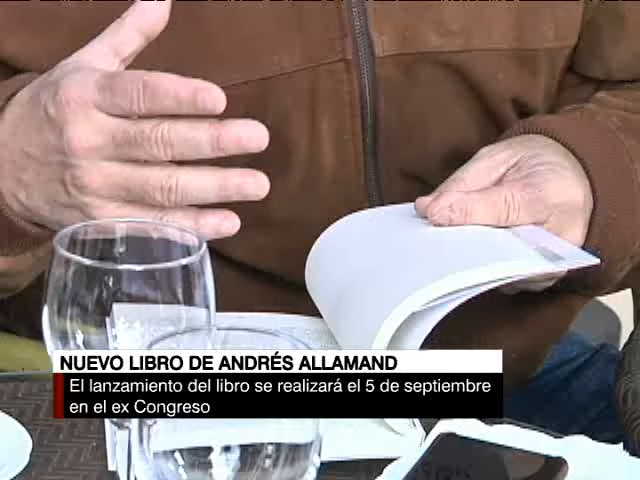 NUEVO LIBRO DE ANDRÉS ALLAMAND
El lanzamiento del libro se realizará el 5 de septiembre
en el ex Congreso